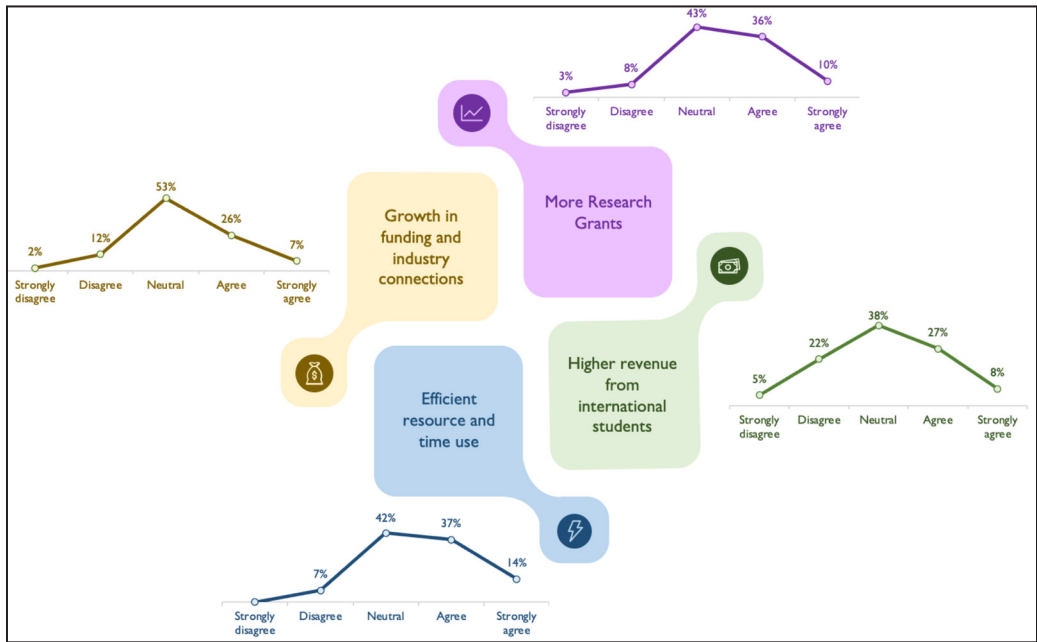 43%
36%
3%
8%
10%
Strongly disagree
Disagree
Neutral
Agree
Strongly agree
More Research
Grants
53%
26%
2%
12%
7%
Strongly disagree
Disagree
Neutral
Agree
Strongly agree
Growth in
funding and
industry
connections
$
38%
27%
22%
5%
8%
Strongly disagree
Disagree
Neutral
Agree
Strongly agree
Higher revenue
from
international
students
Efficient
resource and
time use
42%
37%
7%
14%
Strongly disagree
Disagree
Neutral
Agree
Strongly agree